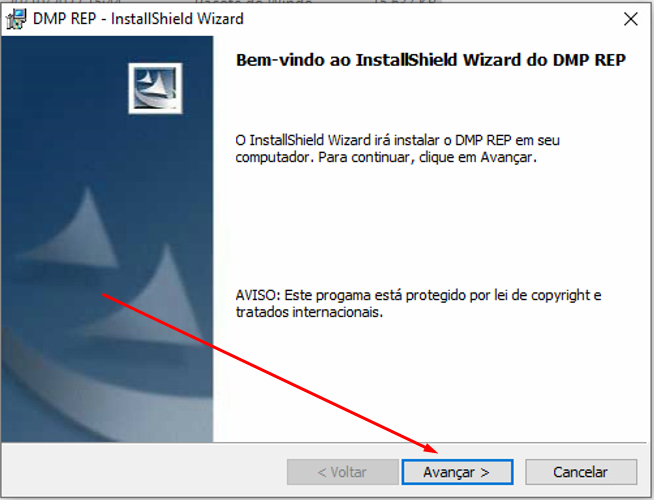 DMP REP - InstallShield Wizard
Bem-vindo ao InstallShield Wizard do DMP REP
O InstallShield Wizard irá instalar o DMP REP em seu
computador. Para continuar, clique em Avançar.
AVISO: Este progama está protegido por lei de copyright e
tratados internacionais.
< Voltar
Avançar >
Cancelar